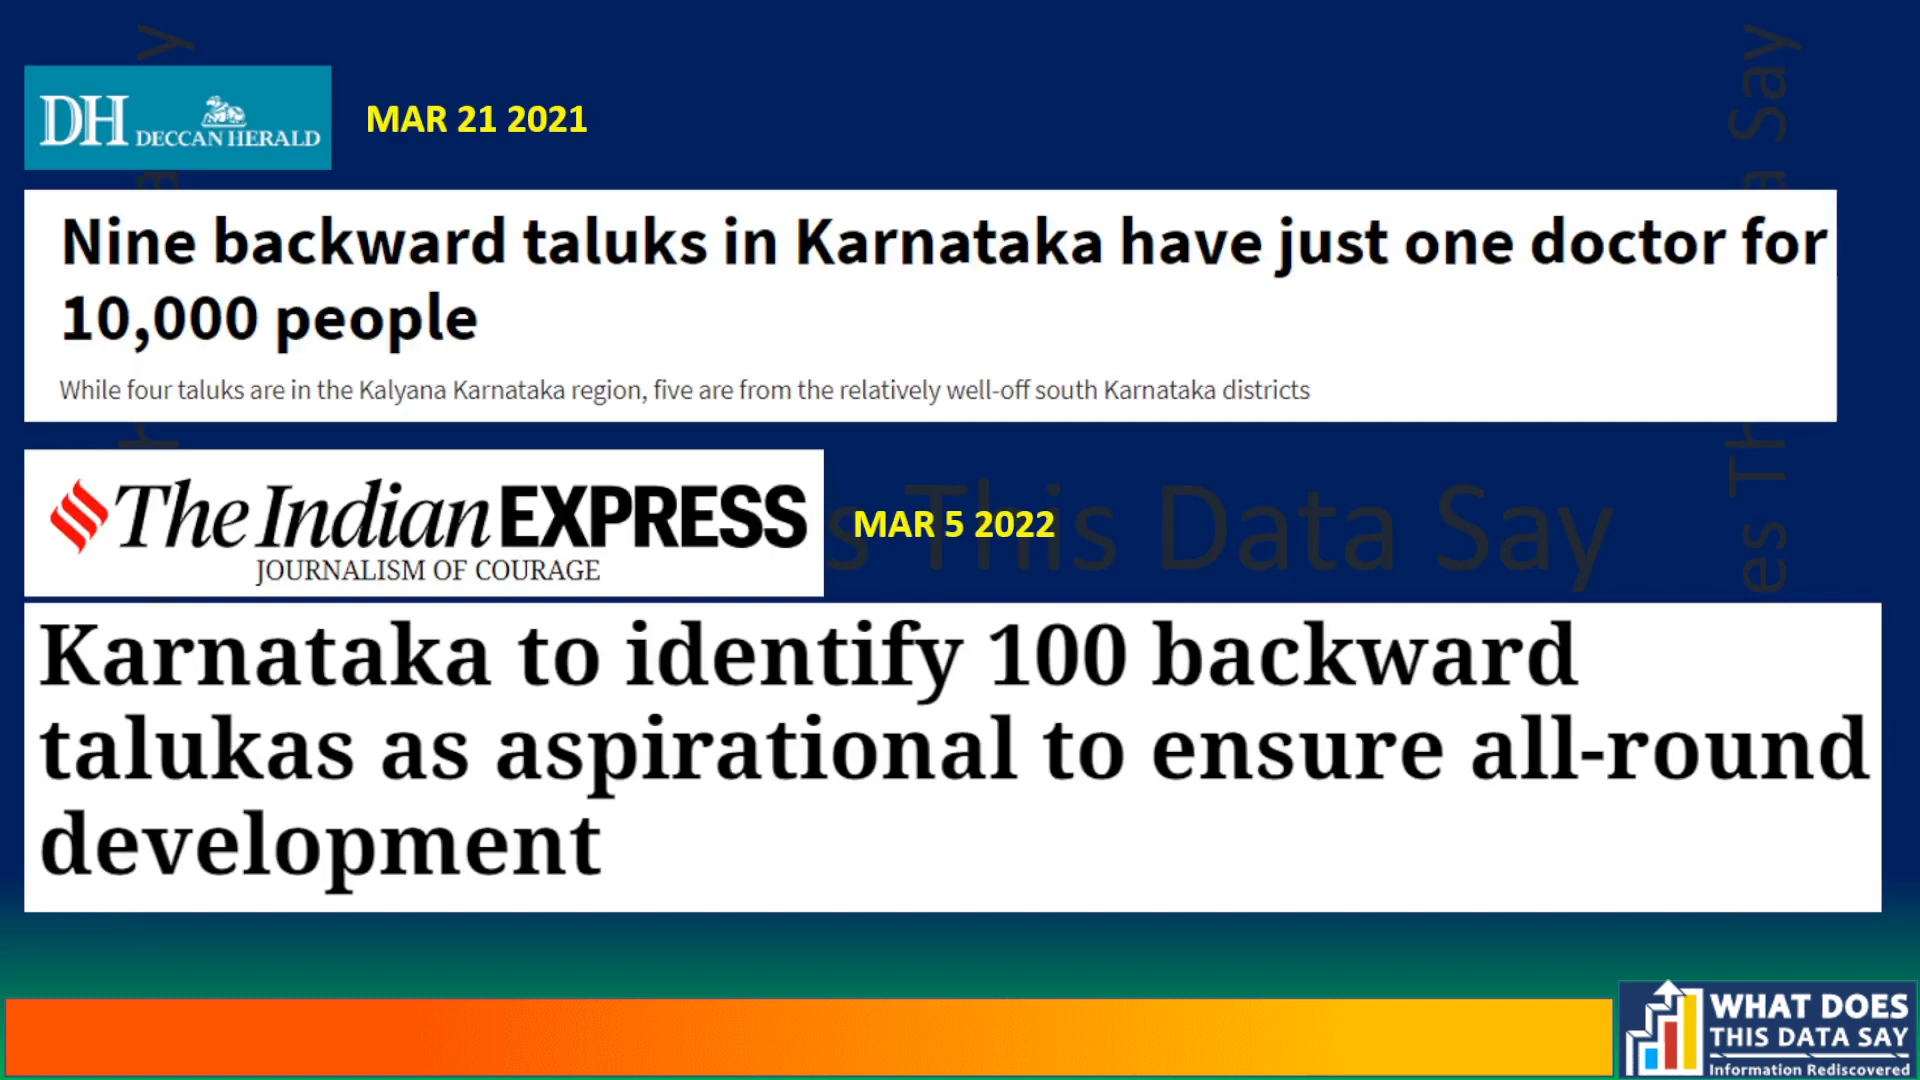 DH DECCAN HERALD
MAR 21 2021
Nine backward taluks in Karnataka have just one doctor for
10,000 people
While four taluks are in the Kalyana Karnataka region, five are from the relatively well-off south Karnataka districts
The Indian EXPRESS
JOURNALISM OF COURAGE
MAR 5 2022
s This Data Say
Karnataka to identify 100 backward
talukas as aspirational to ensure all-round
development
WHAT DOES
THIS DATA SAY
Information Rediscovered